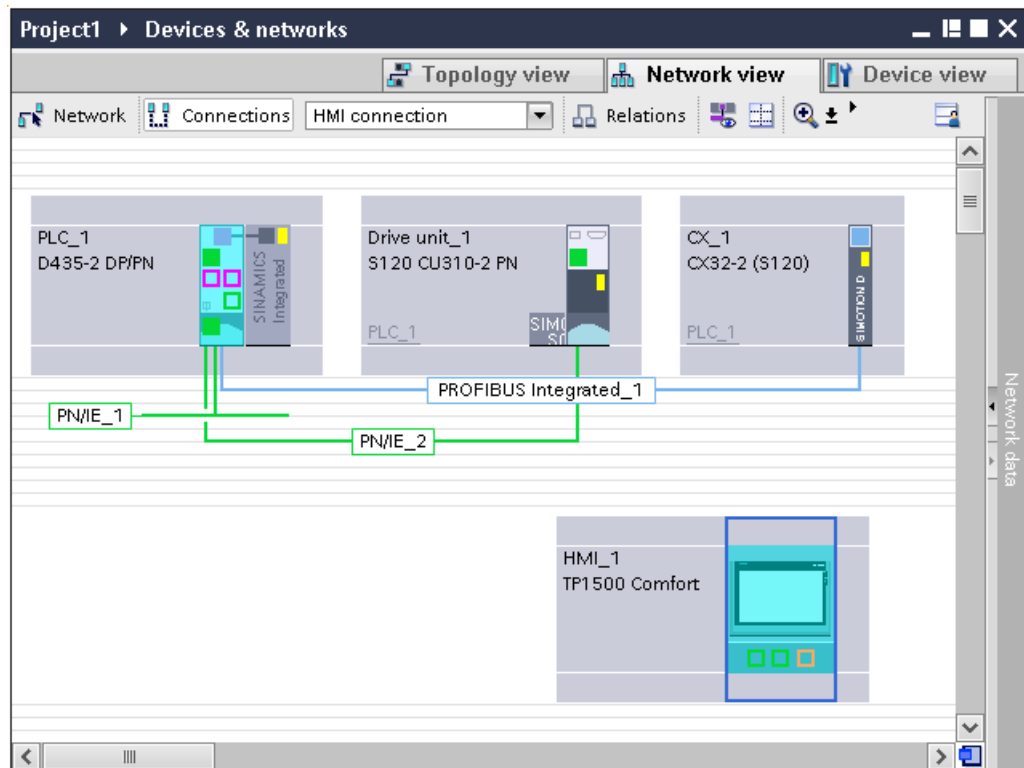 Project1 ▸ Devices & networks
Topology view
Network view
Device view
Network
Connections
HMI connection
Relations
PLC_1
D435-2 DP/PN
SINAMICS
Integrated
Drive unit_1
S120 CU310-2 PN
PLC_1
CX_1
CX32-2 (S120)
PLC_1
SIMOTION D
PROFIBUS Integrated_1
PN/IE_1
PN/IE_2
HMI_1
TP1500 Comfort
Network data